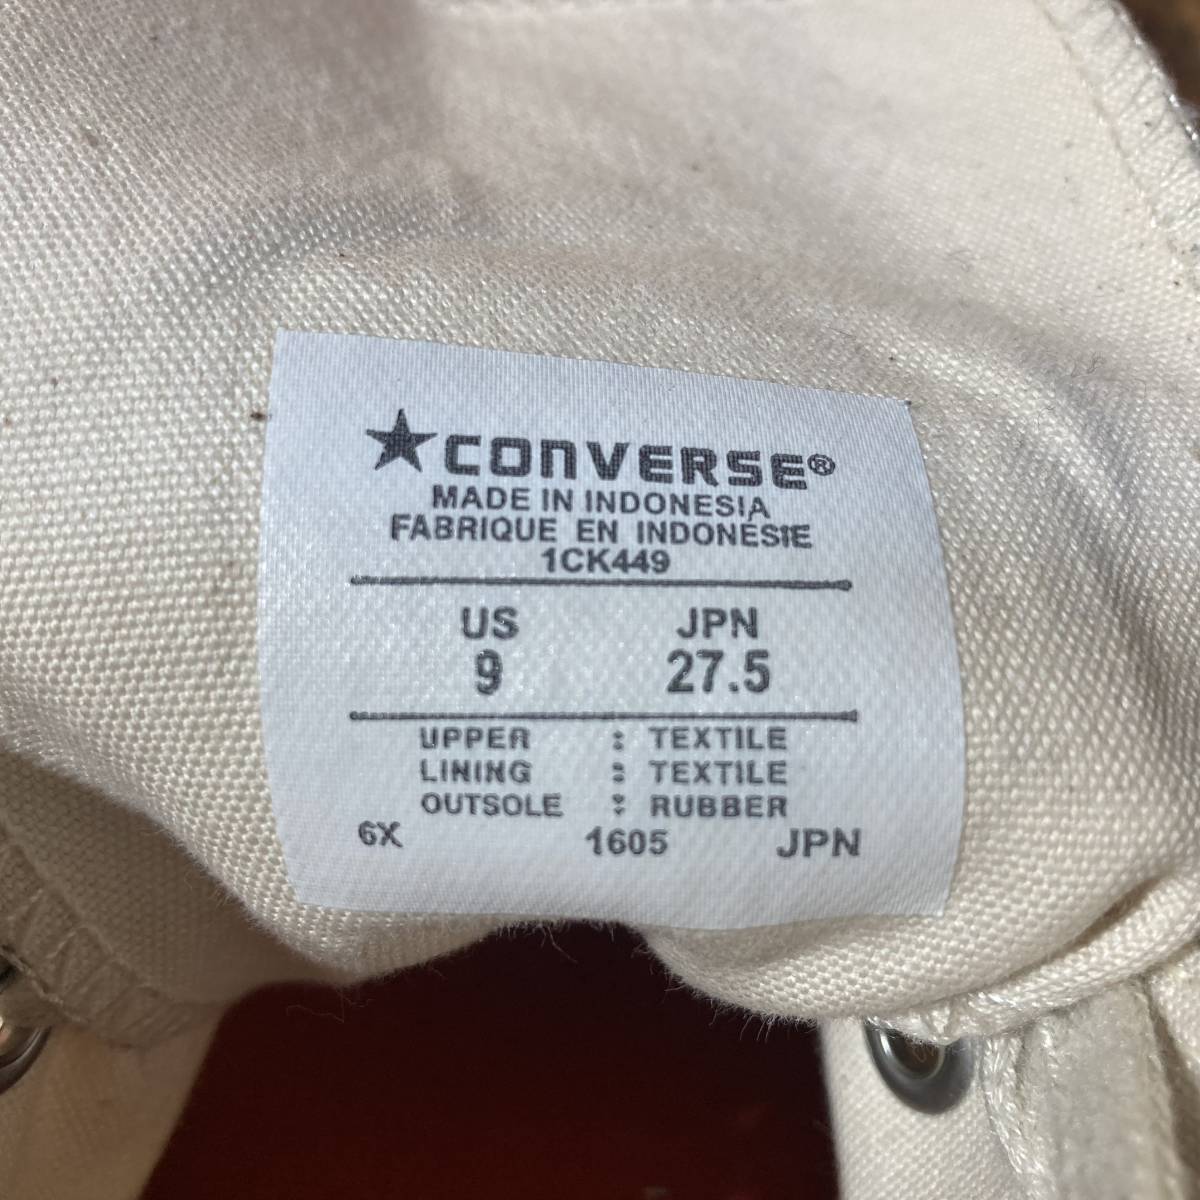 ★CONVERSE®
MADE IN INDONESIA
FABRIQUE EN INDONÉSIE
1CK449
US JPN
9 27.5
UPPER : TEXTILE
LINING : TEXTILE
OUTSOLE : RUBBER
6X 1605 JPN